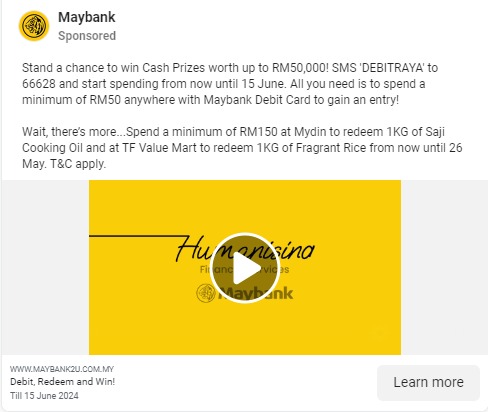 Maybank
Sponsored
Stand a chance to win Cash Prizes worth up to RM50,000! SMS 'DEBITRAYA' to
66628 and start spending from now until 15 June. All you need is to spend a
minimum of RM50 anywhere with Maybank Debit Card to gain an entry!
Wait, there's more...Spend a minimum of RM150 at Mydin to redeem 1KG of Saji
Cooking Oil and at TF Value Mart to redeem 1KG of Fragrant Rice from now until 26
May. T&C apply.
Humanising
Financial Services
Maybank
WWW.MAYBANK2U.COM.MY
Debit, Redeem and Win!
Till 15 June 2024
Learn more